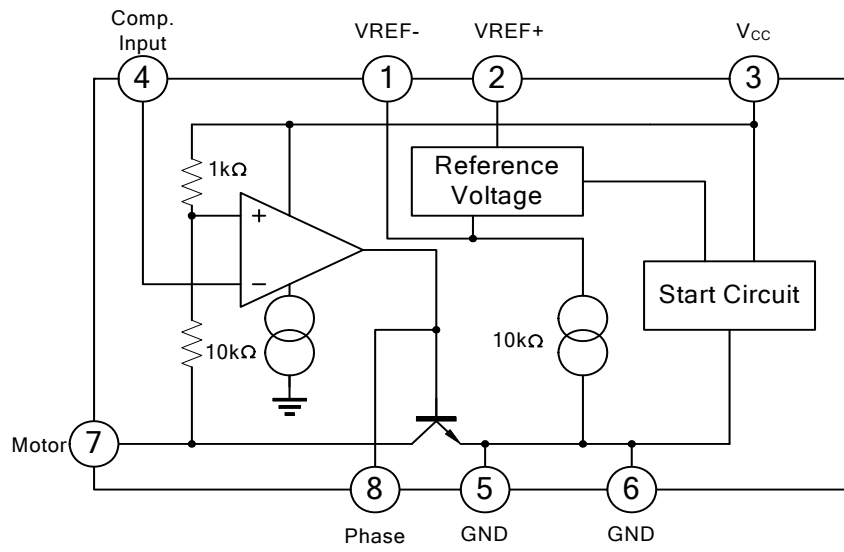 Comp.
Input
VREF-
VREF+
VCC
4
1
2
3
1kΩ
+
−
Reference
Voltage
Start Circuit
10kΩ
10kΩ
Motor
7
8
5
6
Phase
GND
GND